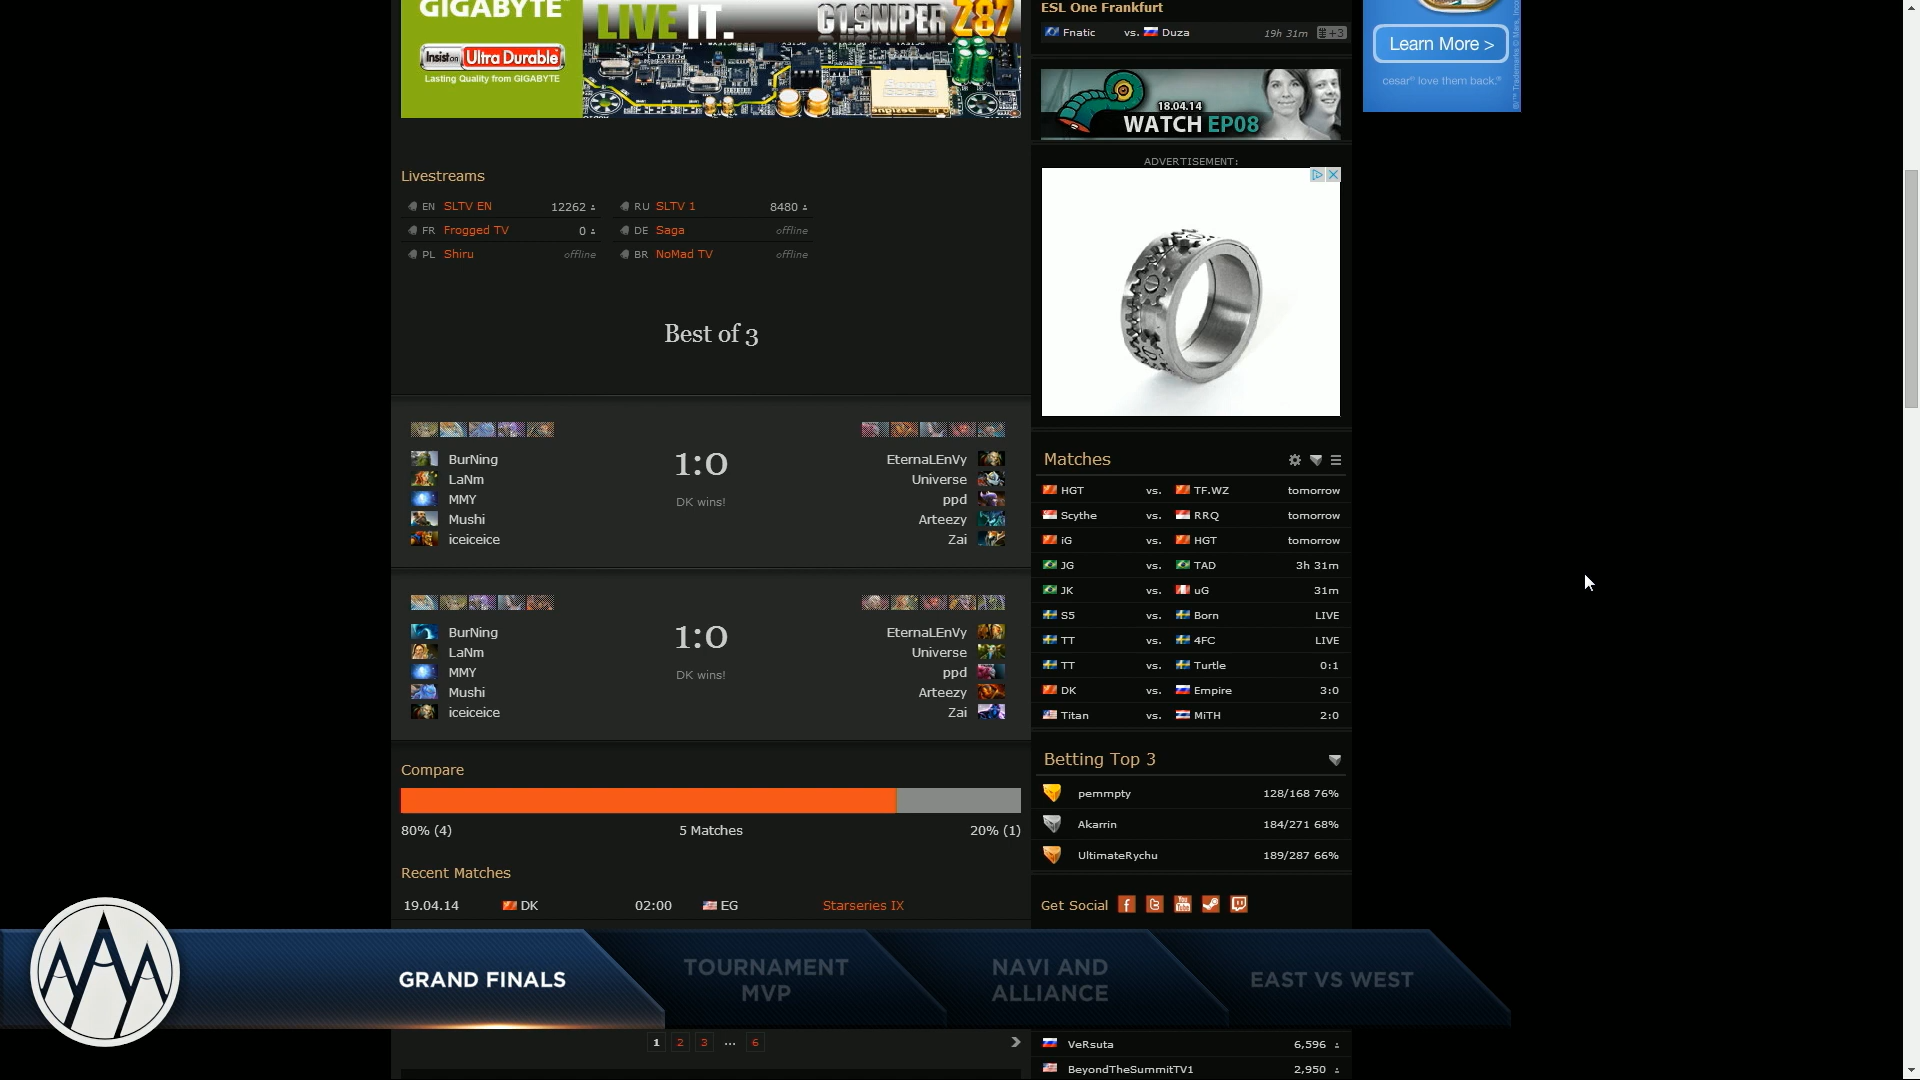 GIGABYTE™
LIVE IT.
G1.SNIPER Z87
Insist on Ultra Durable
Lasting Quality from GIGABYTE
Livestreams
EN SLTV EN 12262
RU SLTV 1 8480
FR Frogged TV 0
DE Saga offline
PL Shiru offline
BR NoMad TV offline
Best of 3
BurNing
LaNm
MMY
Mushi
iceiceice
1:0
DK wins!
EternaLEnVy
Universe
ppd
Arteezy
Zai
BurNing
LaNm
MMY
Mushi
iceiceice
1:0
DK wins!
EternaLEnVy
Universe
ppd
Arteezy
Zai
Compare
80% (4) 5 Matches 20% (1)
Recent Matches
19.04.14 DK 02:00 EG Starseries IX
1 2 3 ... 6
ESL One Frankfurt
Fnatic vs. Duza 19h 31m +3
18.04.14
WATCH EP08
ADVERTISEMENT:
Matches
HGT vs. TF.WZ tomorrow
Scythe vs. RRQ tomorrow
iG vs. HGT tomorrow
JG vs. TAD 3h 31m
JK vs. uG 31m
S5 vs. Born LIVE
TT vs. 4FC LIVE
TT vs. Turtle 0:1
DK vs. Empire 3:0
Titan vs. MiTH 2:0
Betting Top 3
pemmpty 128/168 76%
Akarrin 184/271 68%
UltimateRychu 189/287 66%
Get Social
VeRsuta 6,596
BeyondTheSummitTV1 2,950
Learn More >
cesar® love them back.®
GRAND FINALS
TOURNAMENT
MVP
NAVI AND
ALLIANCE
EAST VS WEST